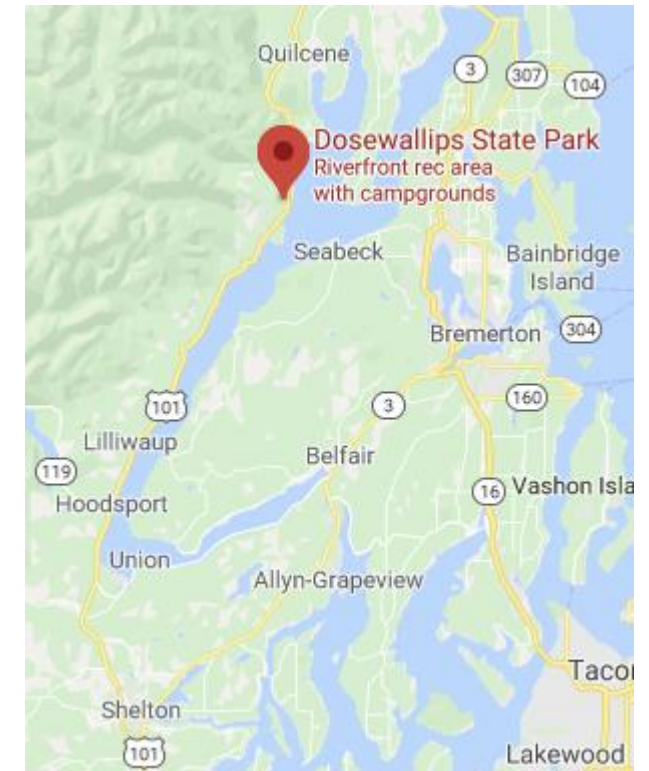 Quilcene
3
307
104
Dosewallips State Park
Riverfront rec area
with campgrounds
Seabeck
Bainbridge
Island
Bremerton
304
101
3
160
Lilliwaup
Belfair
119
16
Vashon Isla
Hoodsport
Union
Allyn-Grapeview
Taco
Shelton
101
Lakewood